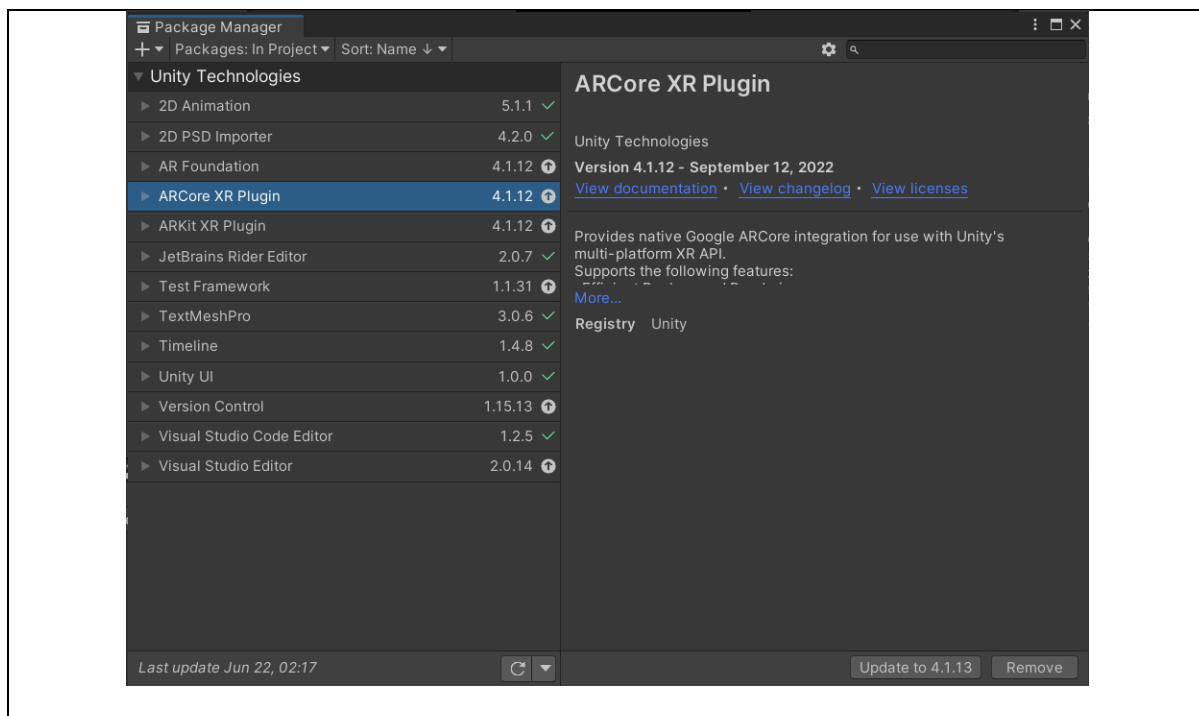 Package Manager
Packages: In Project Sort: Name ↓
Unity Technologies
2D Animation 5.1.1
2D PSD Importer 4.2.0
AR Foundation 4.1.12
ARCore XR Plugin 4.1.12
ARKit XR Plugin 4.1.12
JetBrains Rider Editor 2.0.7
Test Framework 1.1.31
TextMeshPro 3.0.6
Timeline 1.4.8
Unity UI 1.0.0
Version Control 1.15.13
Visual Studio Code Editor 1.2.5
Visual Studio Editor 2.0.14
Last update Jun 22, 02:17
ARCore XR Plugin
Unity Technologies
Version 4.1.12 - September 12, 2022
View documentation • View changelog • View licenses
Provides native Google ARCore integration for use with Unity's
multi-platform XR API.
Supports the following features:
More...
Registry Unity
Update to 4.1.13 Remove